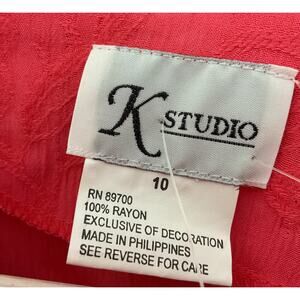 K STUDIO
10
RN 89700
100% RAYON
EXCLUSIVE OF DECORATION
MADE IN PHILIPPINES
SEE REVERSE FOR CARE